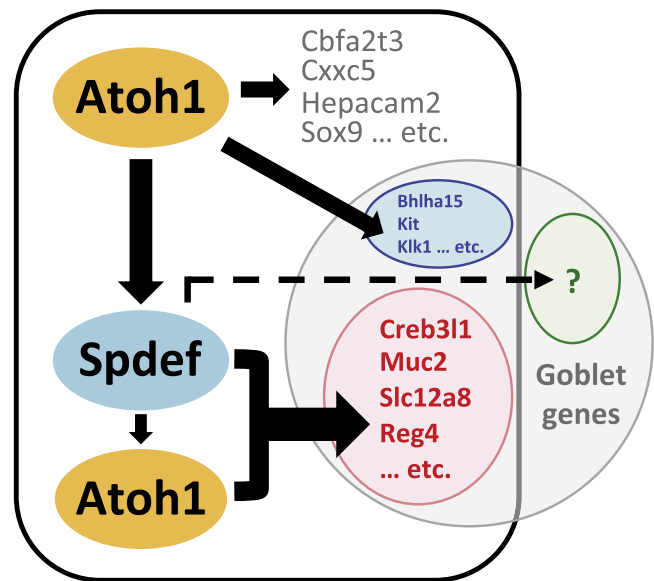 Atoh1
Cbfa2t3
Cxxc5
Hepacam2
Sox9 ... etc.
Bhlha15
Kit
Klk1 ... etc.
?
Spdef
Creb3l1
Muc2
Slc12a8
Reg4
... etc.
Goblet
genes
Atoh1